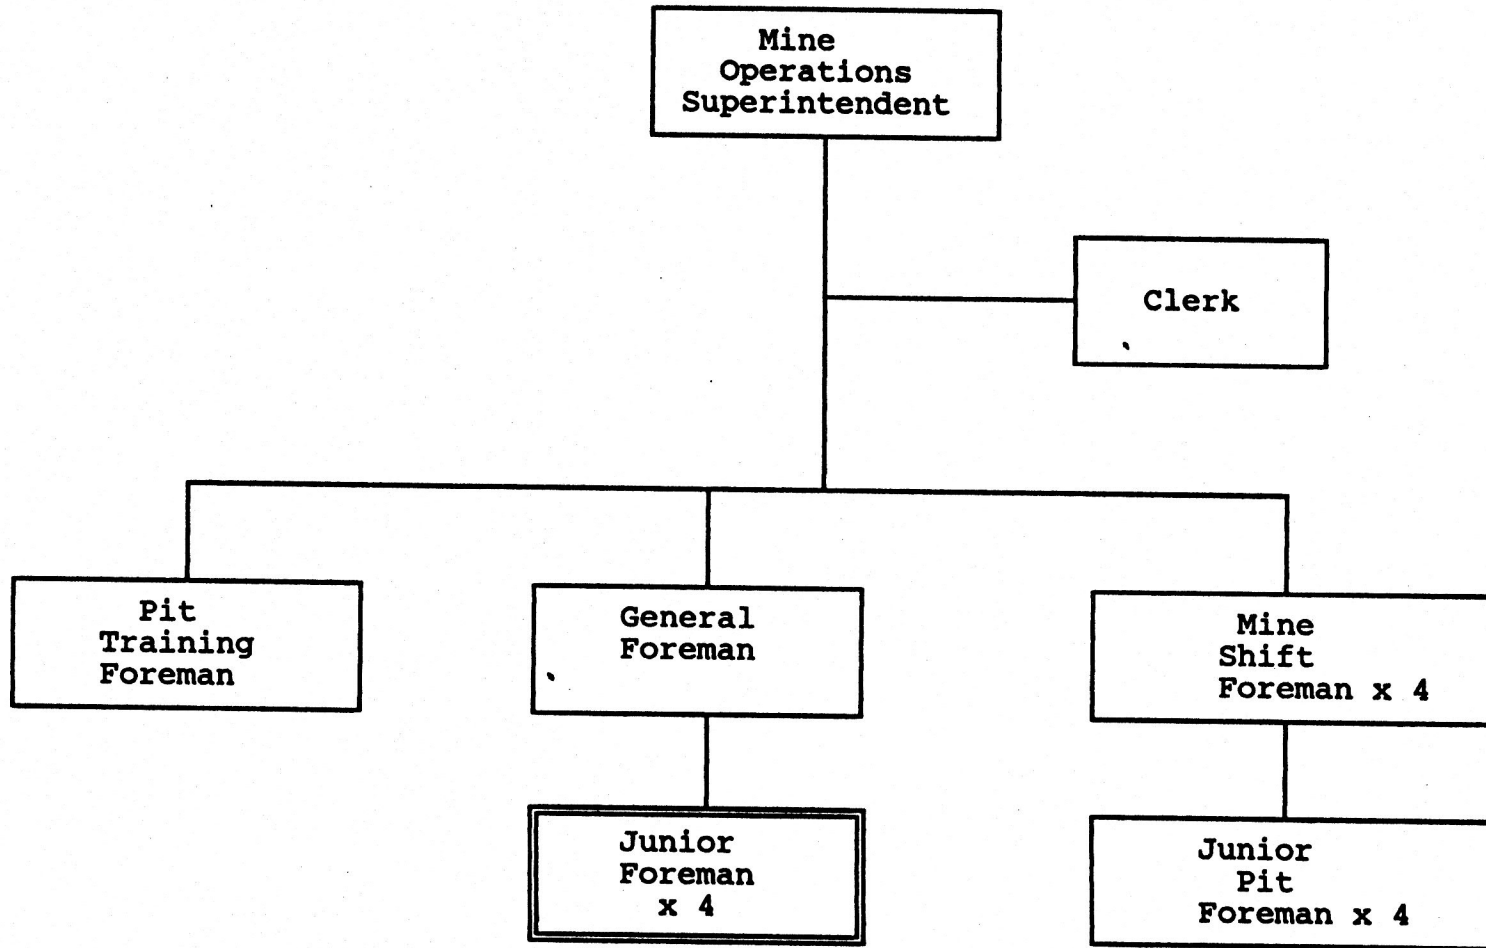 Mine
Operations
Superintendent
Clerk
Pit
Training
Foreman
General
Foreman
Mine
Shift
Foreman x 4
Junior
Foreman
x 4
Junior
Pit
Foreman x 4